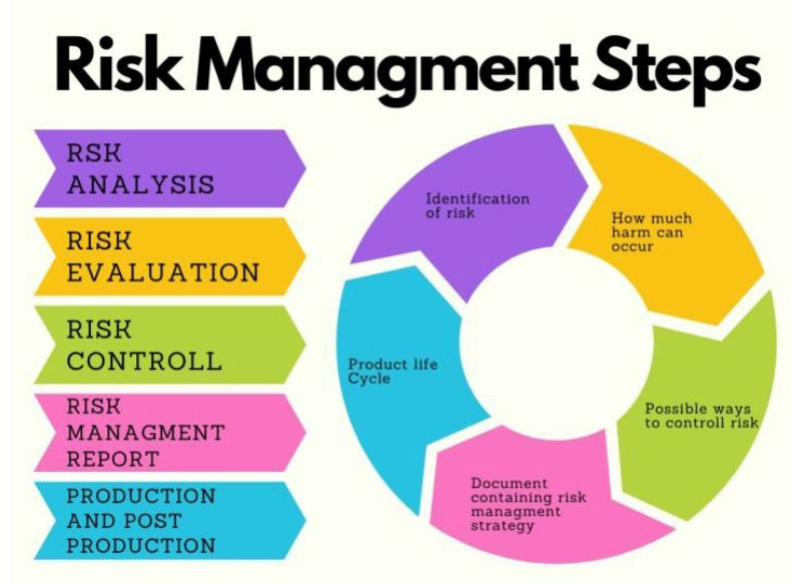 Risk Managment Steps
RSK
ANALYSIS
RISK
EVALUATION
RISK
CONTROLL
RISK
MANAGMENT
REPORT
PRODUCTION
AND POST
PRODUCTION
Identification
of risk
How much
harm can
occur
Possible ways
to controll risk
Document
containing risk
managment
strategy
Product life
Cycle